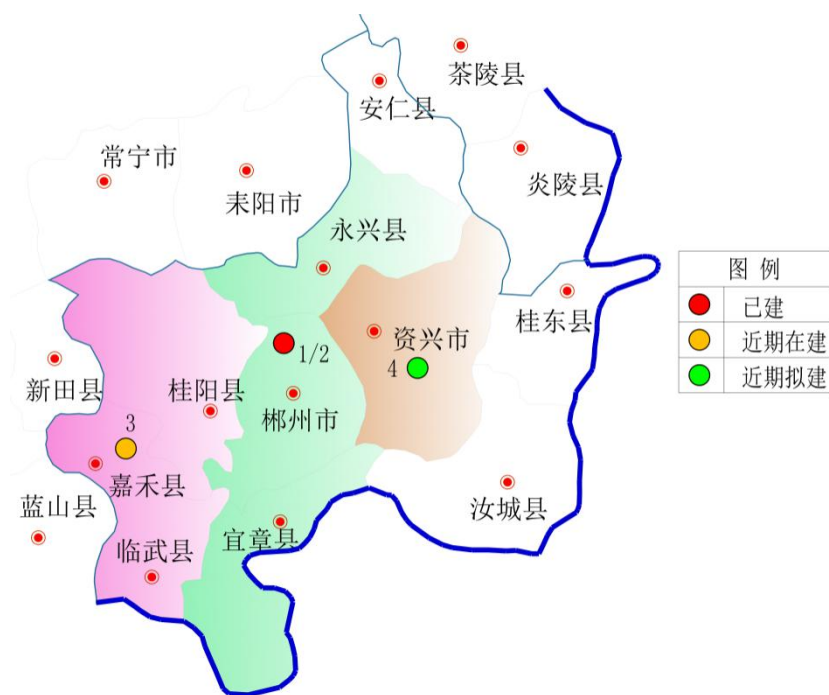 茶陵县
安仁县
常宁市
耒阳市
炎陵县
永兴县
图 例
已建
近期在建
近期拟建
桂东县
资兴市
1/2
4
新田县
桂阳县
郴州市
3
嘉禾县
蓝山县
汝城县
宜章县
临武县